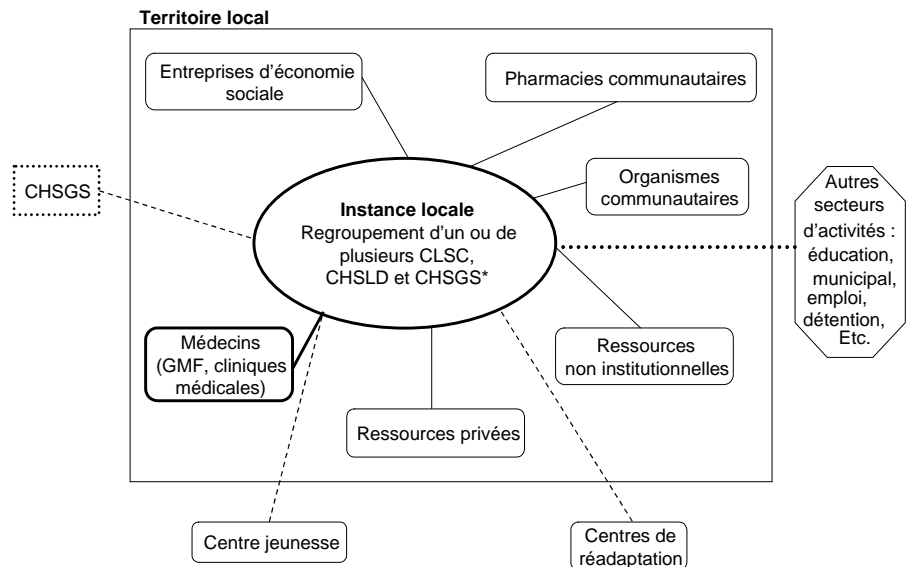 Territoire local
Entreprises d'économie
sociale
Pharmacies communautaires
CHSGS
Organismes
communautaires
Autres
secteurs
d'activités :
éducation,
municipal,
emploi,
détention,
Etc.
Instance locale
Regroupement d'un ou de
plusieurs CLSC,
CHSLD et CHSGS*
Médecins
(GMF, cliniques
médicales)
Ressources
non institutionnelles
Ressources privées
Centre jeunesse
Centres de
réadaptation